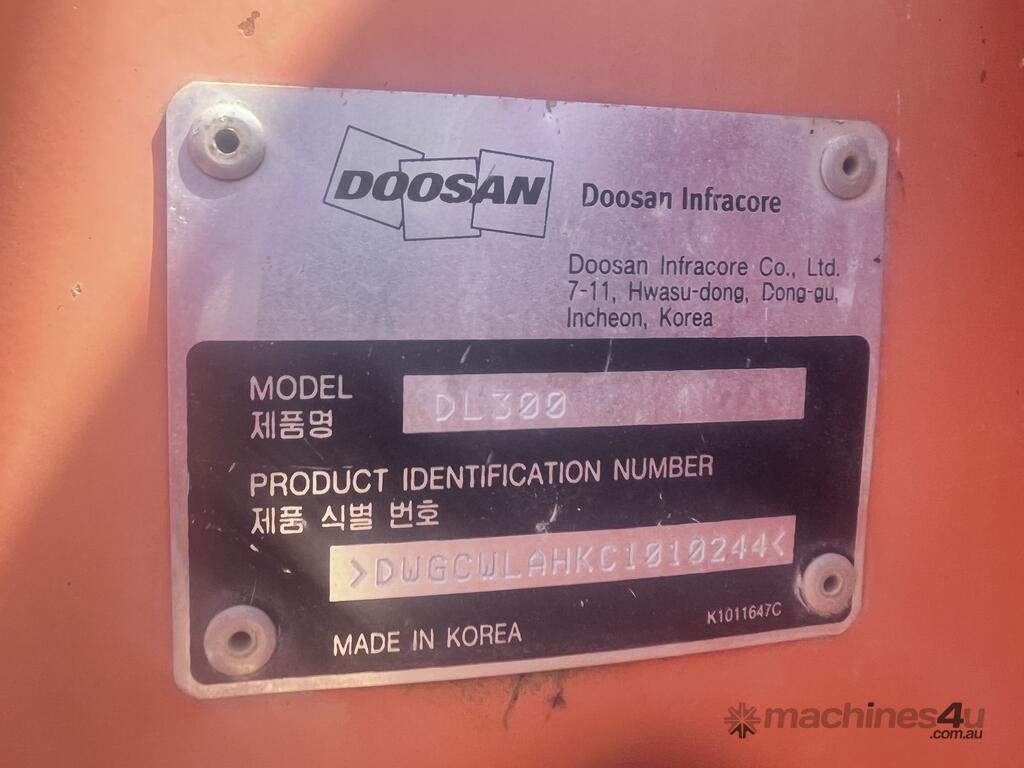 DOOSAN
Doosan Infracore
Doosan Infracore Co., Ltd.
7-11, Hwasu-dong, Dong-gu,
Incheon, Korea
MODEL
제품명
DL300
PRODUCT IDENTIFICATION NUMBER
제품 식별 번호
>DWGCWLAHKC1010244<
MADE IN KOREA
K1011647C
machines4u
.com.au